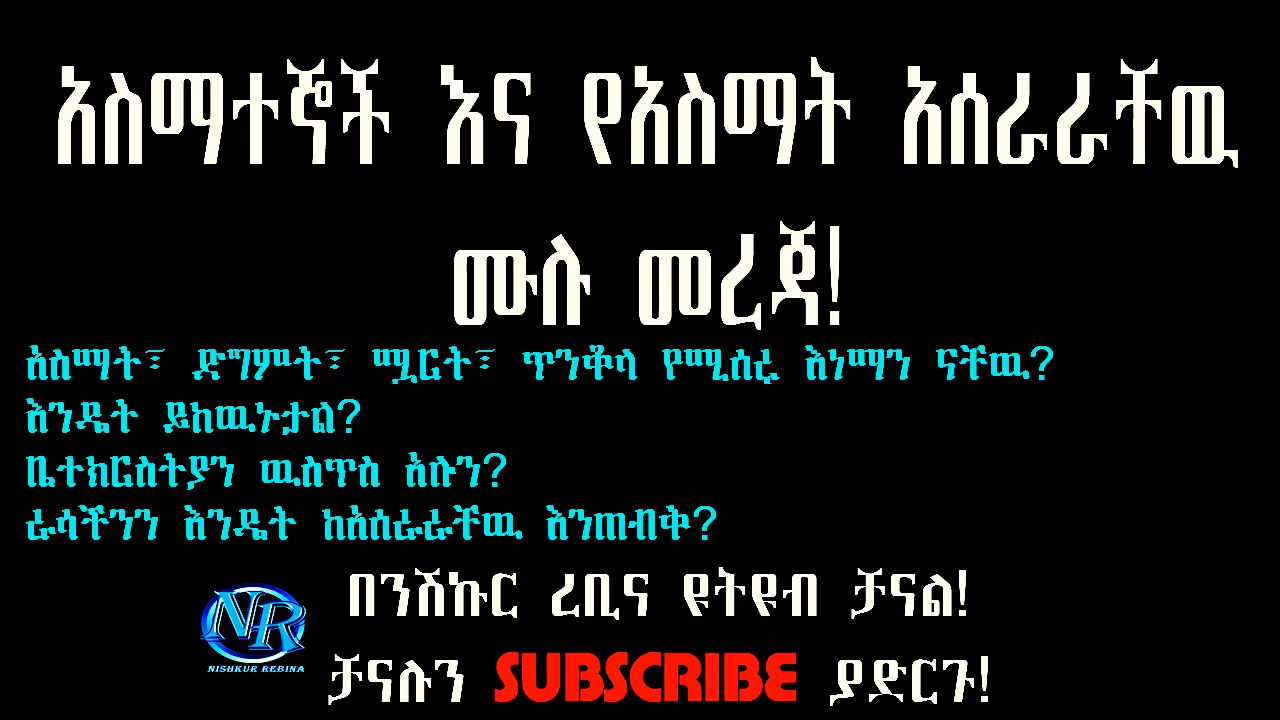 አስማተኞች እና የአስማት አሰራራቸዉ
ሙሉ መረጃ!
አስማት፣ ድግምት፣ ሟርት፣ ጥንቆላ የሚሰሩ እነማን ናቸዉ?
እንዴት ይከዉኑታል?
ቤተክርስትያን ዉስጥስ አሉን?
ራሳችንን እንዴት ከአሰራራቸዉ እንጠብቅ?
በንሽኩር ረቢና ዩትዩብ ቻናል!
NR
NISHKUR REBINA
ቻናሉን SUBSCRIBE ያድርጉ!